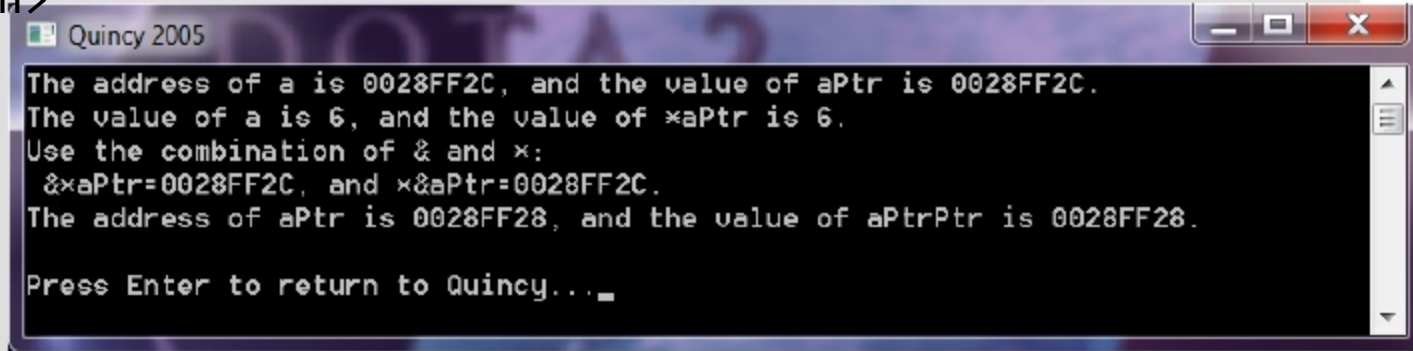 Quincy 2005
The address of a is 0028FF2C, and the value of aPtr is 0028FF2C.
The value of a is 6, and the value of *aPtr is 6.
Use the combination of & and *:
&*aPtr=0028FF2C, and *&aPtr=0028FF2C.
The address of aPtr is 0028FF28, and the value of aPtrPtr is 0028FF28.
Press Enter to return to Quincy..._